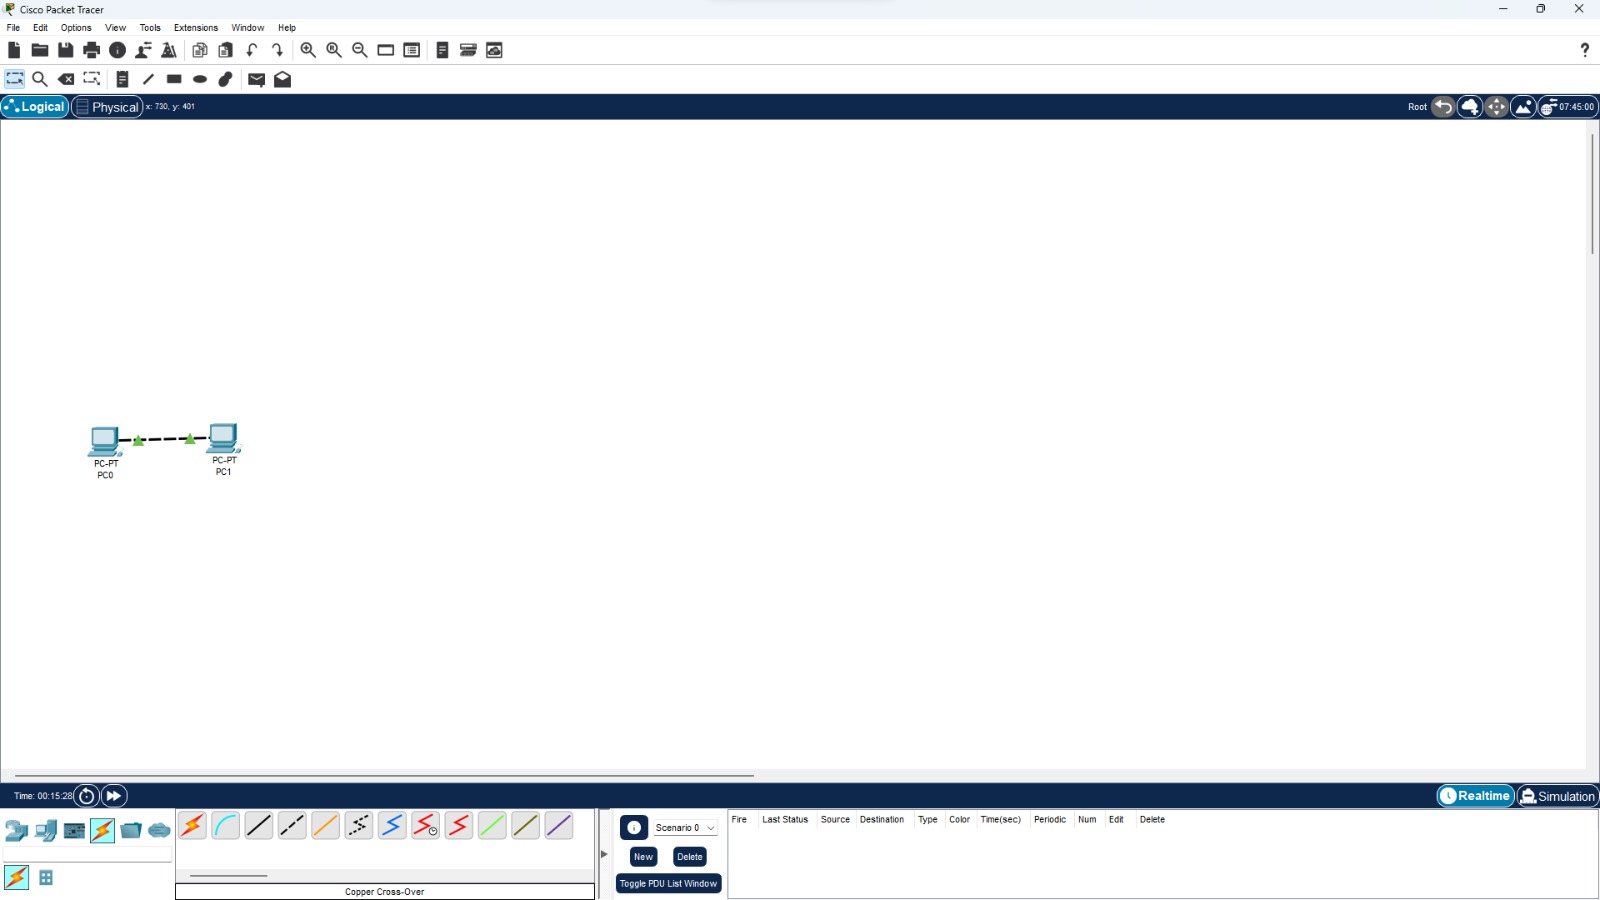 Cisco Packet Tracer
File Edit Options View Tools Extensions Window Help
?
Logical Physical x: 730, y: 401 Root 07:45:00
PC-PT
PC0
PC-PT
PC1
Time: 00:15:28 Realtime Simulation
Scenario 0
New Delete
Toggle PDU List Window
Fire Last Status Source Destination Type Color Time(sec) Periodic Num Edit Delete
Copper Cross-Over